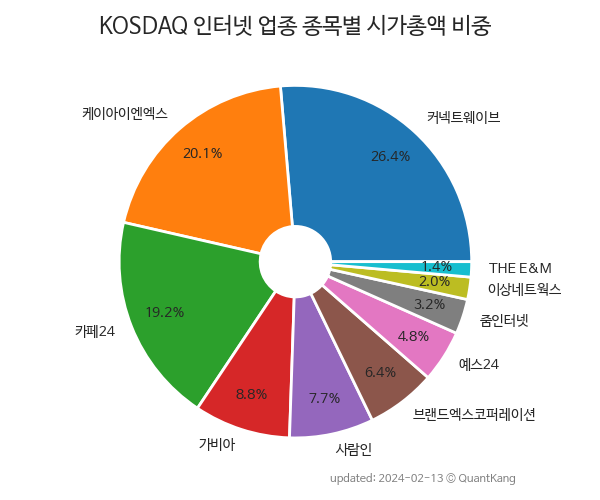 KOSDAQ 인터넷 업종 종목별 시가총액 비중
커넥트웨이브
26.4%
케이아이엔엑스
20.1%
카페24
19.2%
가비아
8.8%
사람인
7.7%
브랜드엑스코퍼레이션
6.4%
예스24
4.8%
줌인터넷
3.2%
이상네트웍스
2.0%
THE E&M
1.4%
updated: 2024-02-13 © QuantKang